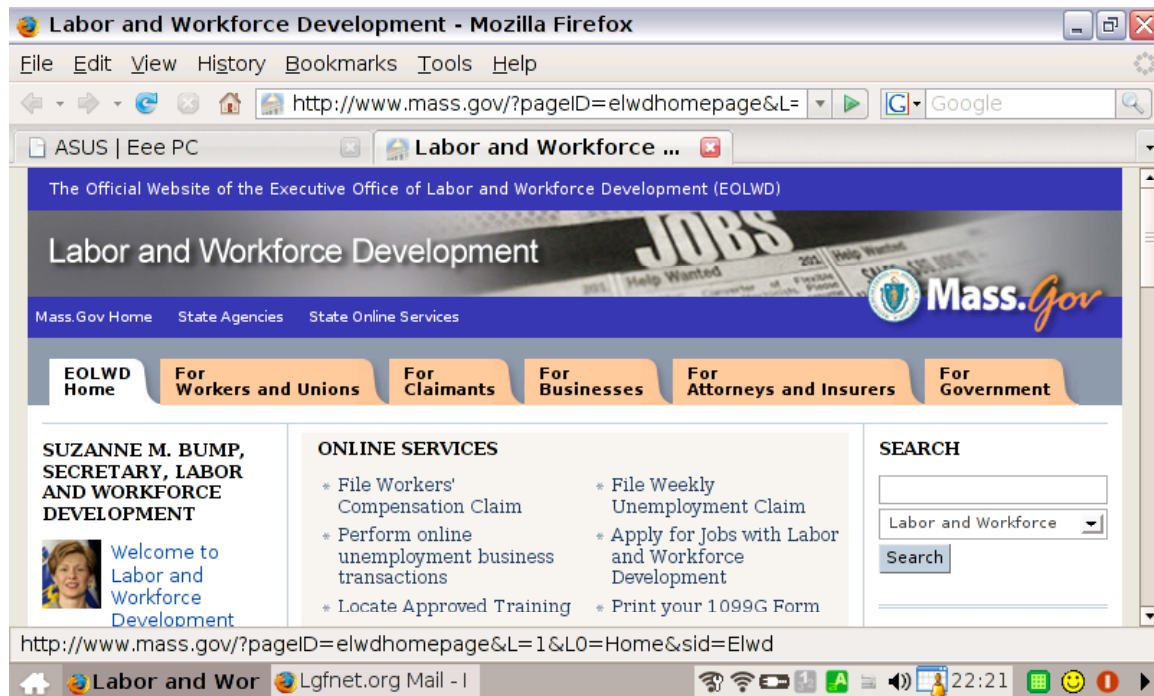 Labor and Workforce Development - Mozilla Firefox
File Edit View History Bookmarks Tools Help
http://www.mass.gov/?pageID=elwdhomepage&L= G Google
ASUS | Eee PC Labor and Workforce ...
The Official Website of the Executive Office of Labor and Workforce Development (EOLWD)
JOBS
Labor and Workforce Development
Help Wanted
Help Wanted
Mass.Gov
Mass.Gov Home State Agencies State Online Services
EOLWD Home
For Workers and Unions
For Claimants
For Businesses
For Attorneys and Insurers
For Government
SUZANNE M. BUMP,
SECRETARY, LABOR
AND WORKFORCE
DEVELOPMENT
Welcome to
Labor and
Workforce
Development
ONLINE SERVICES
* File Workers'
Compensation Claim
* Perform online
unemployment business
transactions
* Locate Approved Training
* File Weekly
Unemployment Claim
* Apply for Jobs with Labor
and Workforce
Development
* Print your 1099G Form
SEARCH
Labor and Workforce
Search
http://www.mass.gov/?pageID=elwdhomepage&L=1&L0=Home&sid=Elwd
Labor and Wor Lgfnet.org Mail - I 22:21